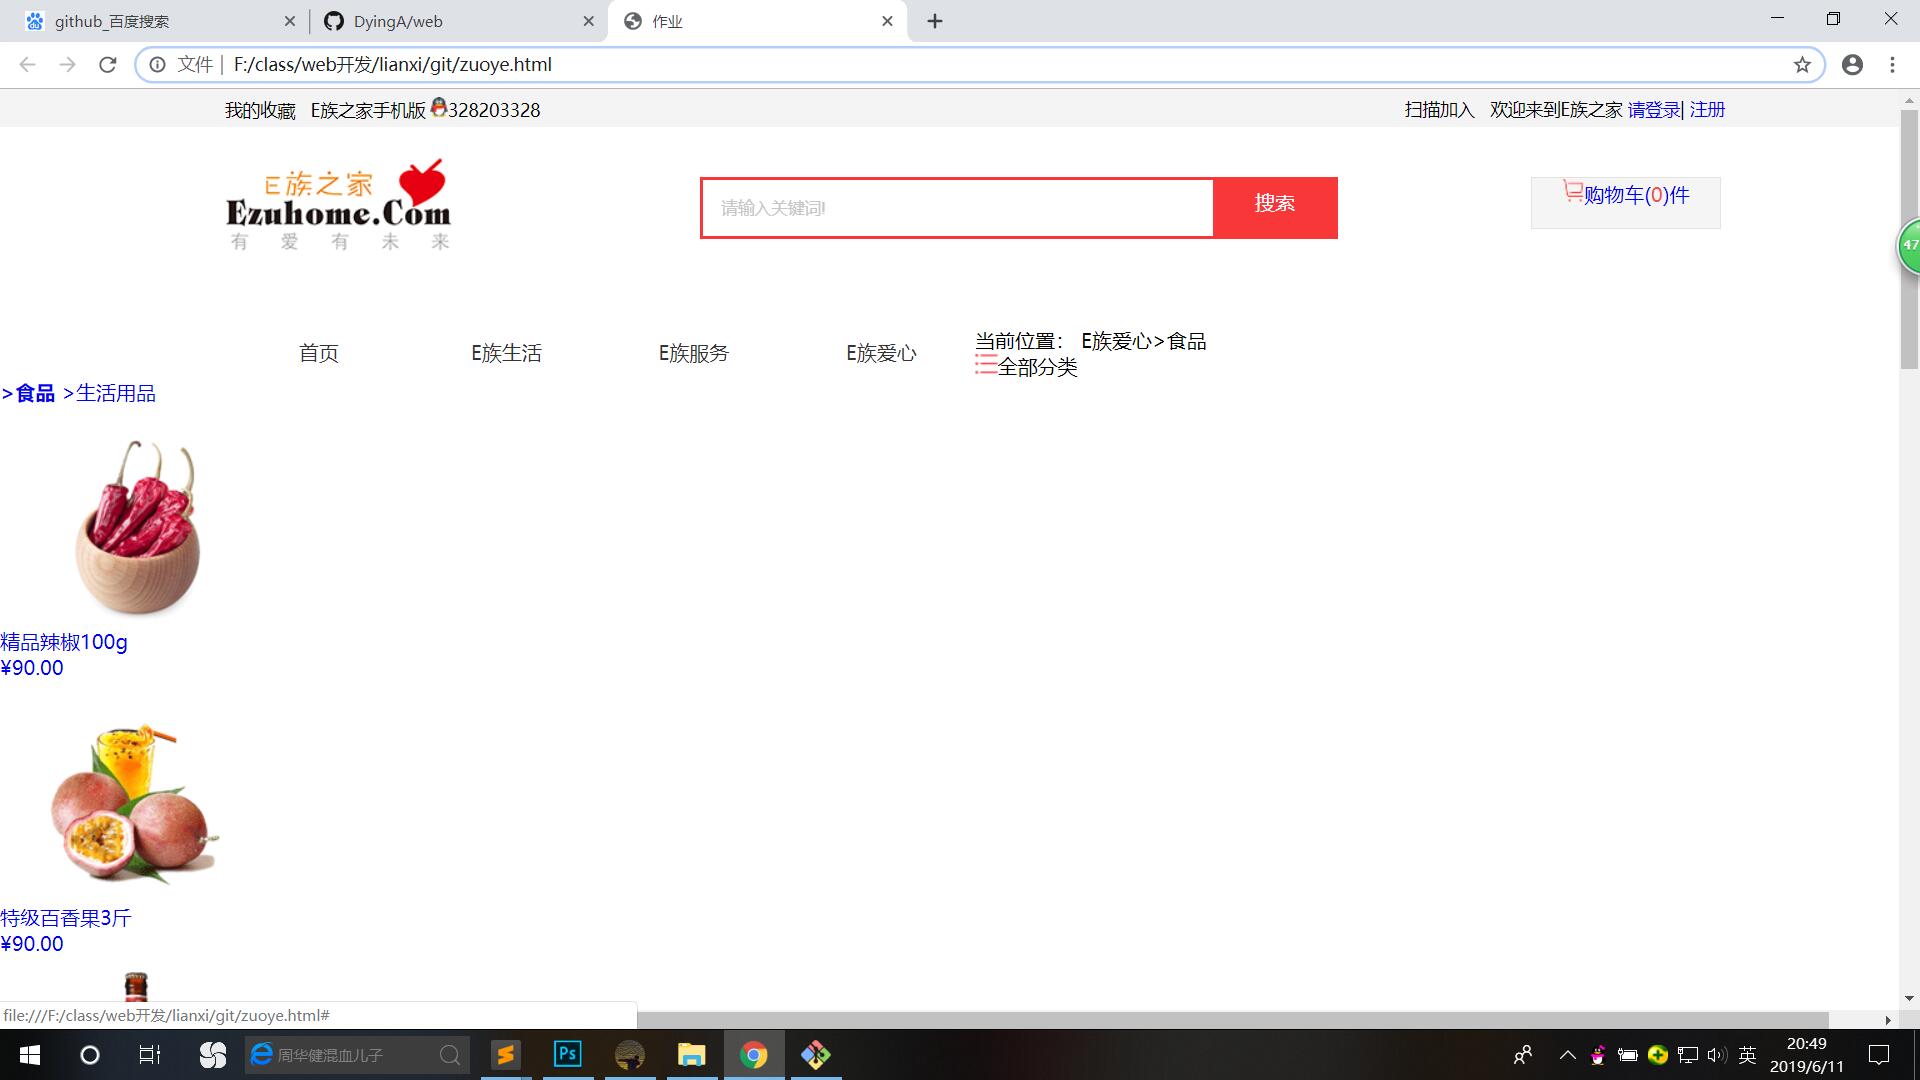 github_百度搜索
DyingA/web
作业
文件 | F:/class/web开发/lianxi/git/zuoye.html
我的收藏 E族之家手机版 328203328
扫描加入 欢迎来到E族之家 请登录| 注册
E族之家
Ezuhome.Com
有爱有未来
请输入关键词!
搜索
购物车(0)件
47
首页 E族生活 E族服务 E族爱心
当前位置： E族爱心>食品
全部分类
>食品 >生活用品
精品辣椒100g
¥90.00
特级百香果3斤
¥90.00
file:///F:/class/web开发/lianxi/git/zuoye.html#
周华健混血儿子
Ps
英
20:49
2019/6/11